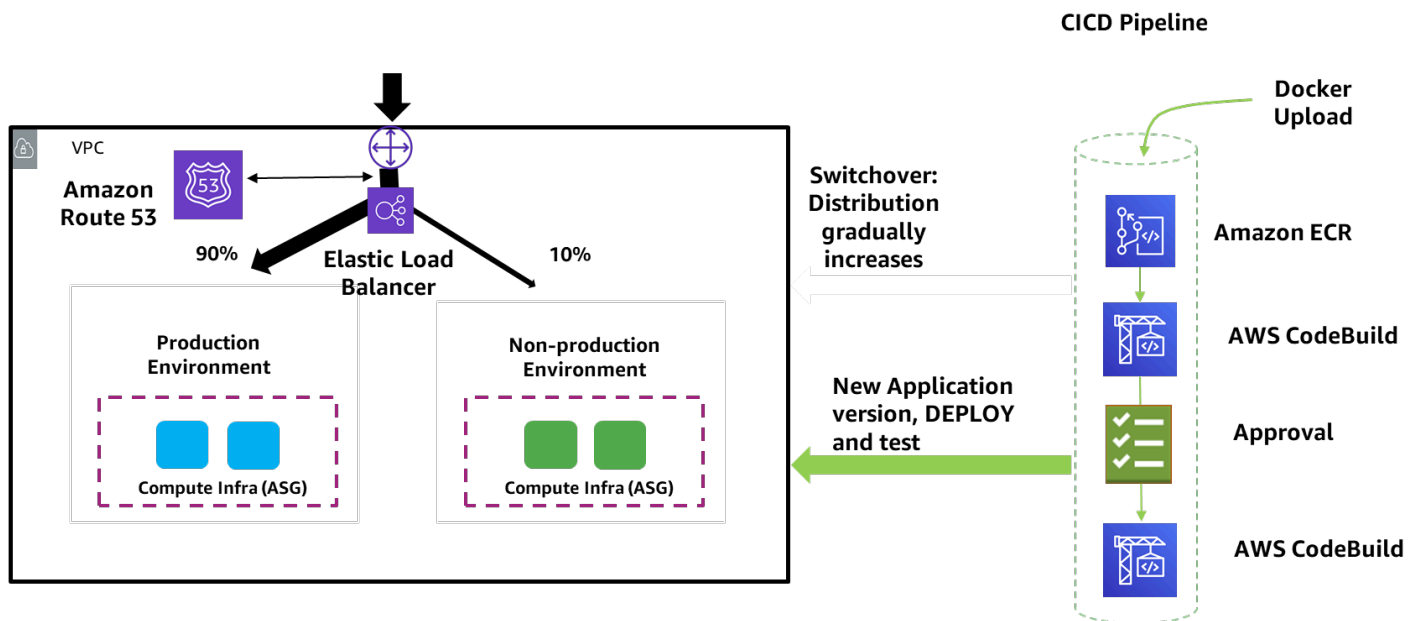 CICD Pipeline
Docker
Upload
VPC
53
Amazon
Route 53
Switchover:
Distribution
gradually
increases
Amazon ECR
90%
Elastic Load
Balancer
10%
Production
Environment
Non-production
Environment
AWS CodeBuild
New Application
version, DEPLOY
and test
Approval
Compute Infra (ASG)
Compute Infra (ASG)
AWS CodeBuild